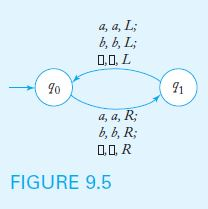 a, a, L;
b, b, L;
□,□, L
q0
q1
a, a, R;
b, b, R;
□,□, R
FIGURE 9.5